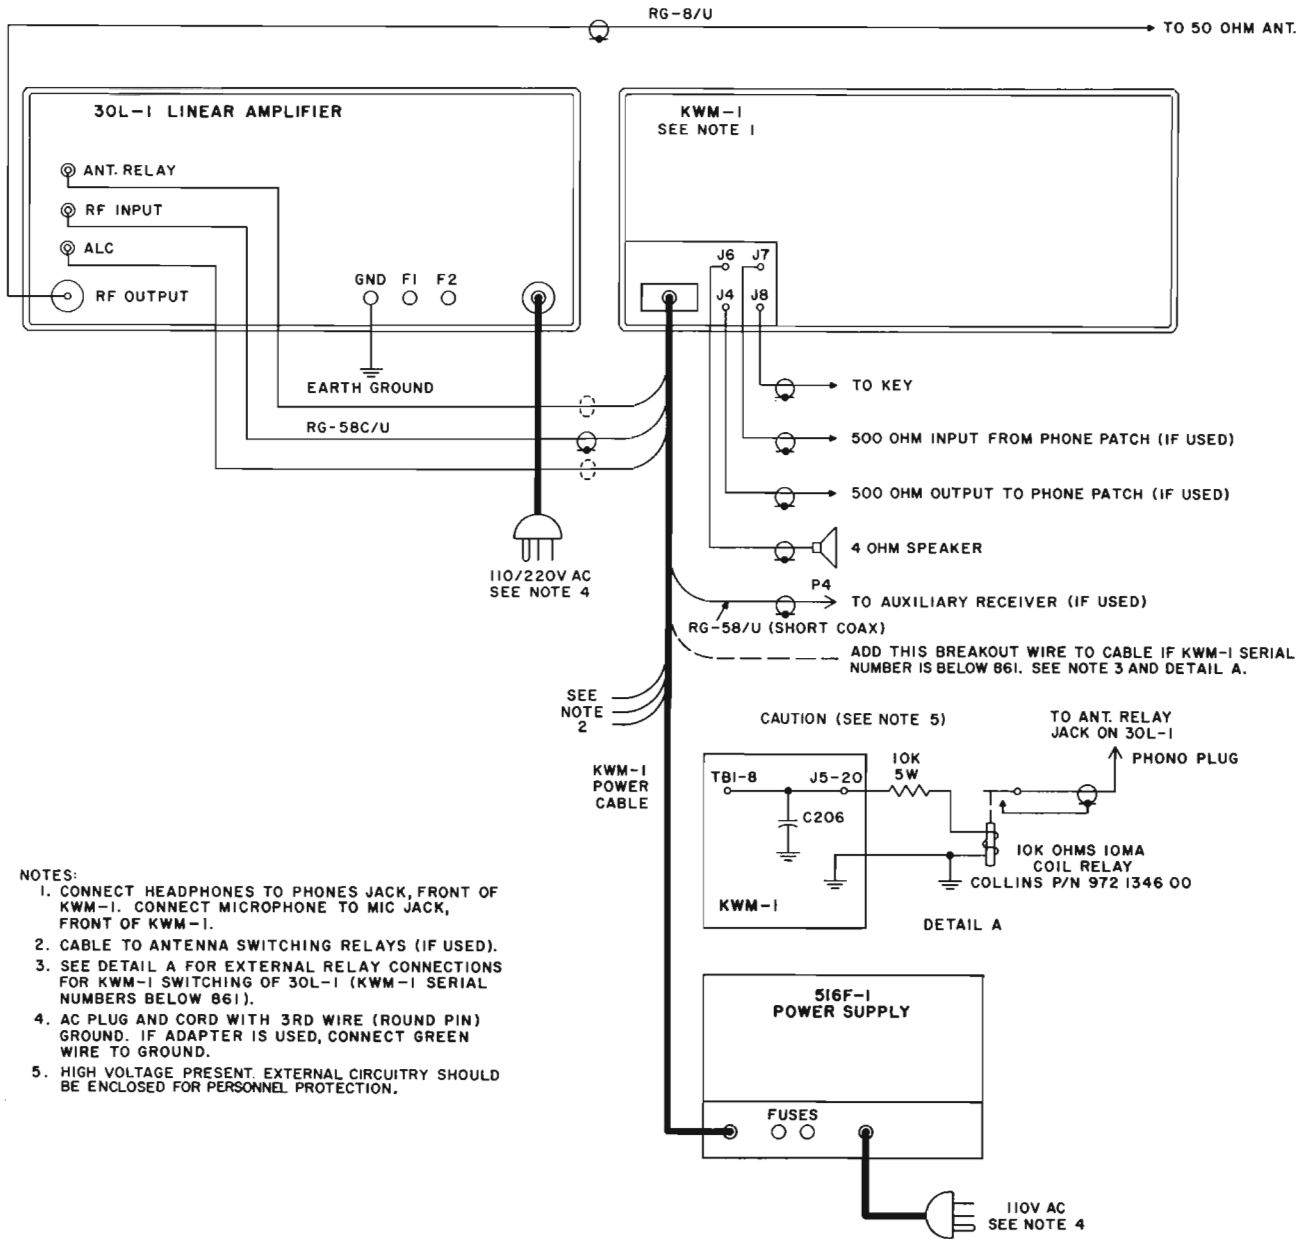 RG-8/U
TO 50 OHM ANT.
30L-1 LINEAR AMPLIFIER
ANT. RELAY
RF INPUT
ALC
RF OUTPUT
GND F1 F2
KWM-1
SEE NOTE 1
J6 J7
J4 J8
EARTH GROUND
RG-58C/U
110/220V AC
SEE NOTE 4
TO KEY
500 OHM INPUT FROM PHONE PATCH (IF USED)
500 OHM OUTPUT TO PHONE PATCH (IF USED)
4 OHM SPEAKER
P4
TO AUXILIARY RECEIVER (IF USED)
RG-58/U (SHORT COAX)
ADD THIS BREAKOUT WIRE TO CABLE IF KWM-1 SERIAL
NUMBER IS BELOW 861. SEE NOTE 3 AND DETAIL A.
SEE
NOTE
2
KWM-1
POWER
CABLE
CAUTION (SEE NOTE 5)
TO ANT. RELAY
JACK ON 30L-1
PHONO PLUG
TB1-8 J5-20
10K
5W
C206
10K OHMS 10MA
COIL RELAY
COLLINS P/N 972 1346 00
KWM-1
DETAIL A
NOTES:
1. CONNECT HEADPHONES TO PHONES JACK, FRONT OF
KWM-1. CONNECT MICROPHONE TO MIC JACK,
FRONT OF KWM-1.
2. CABLE TO ANTENNA SWITCHING RELAYS (IF USED).
3. SEE DETAIL A FOR EXTERNAL RELAY CONNECTIONS
FOR KWM-1 SWITCHING OF 30L-1 (KWM-1 SERIAL
NUMBERS BELOW 861).
4. AC PLUG AND CORD WITH 3RD WIRE (ROUND PIN)
GROUND. IF ADAPTER IS USED, CONNECT GREEN
WIRE TO GROUND.
5. HIGH VOLTAGE PRESENT. EXTERNAL CIRCUITRY SHOULD
BE ENCLOSED FOR PERSONNEL PROTECTION.
516F-1
POWER SUPPLY
FUSES
110V AC
SEE NOTE 4